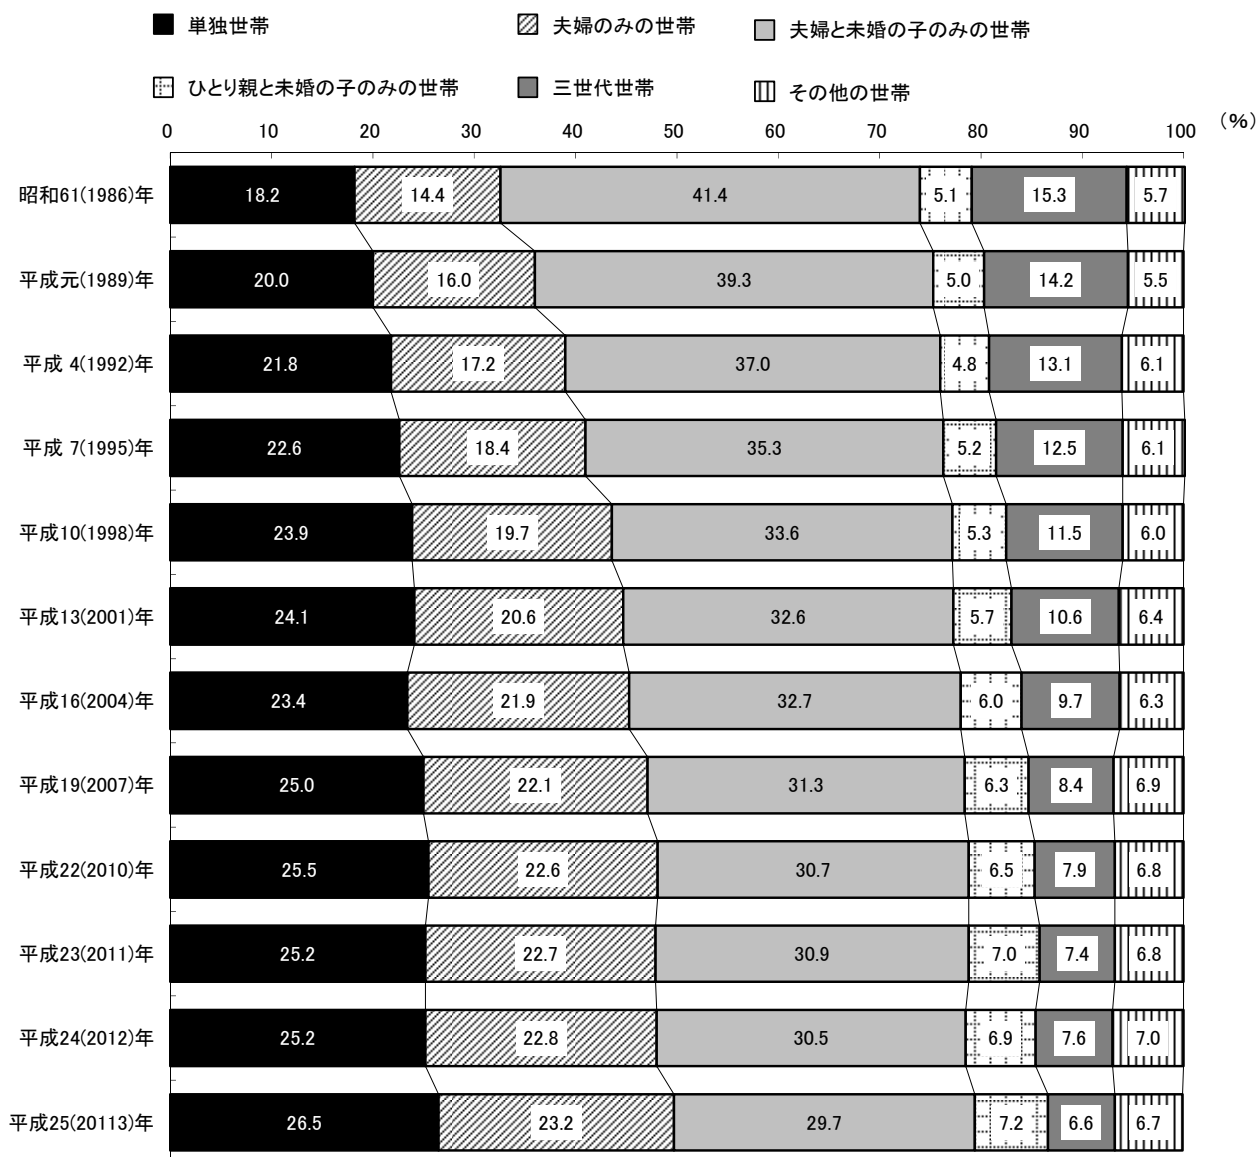 単独世帯 夫婦のみの世帯 夫婦と未婚の子のみの世帯
ひとり親と未婚の子のみの世帯 三世代世帯 その他の世帯
0 10 20 30 40 50 60 70 80 90 100 (%)
昭和61(1986)年 18.2 14.4 41.4 5.1 15.3 5.7
平成元(1989)年 20.0 16.0 39.3 5.0 14.2 5.5
平成 4(1992)年 21.8 17.2 37.0 4.8 13.1 6.1
平成 7(1995)年 22.6 18.4 35.3 5.2 12.5 6.1
平成10(1998)年 23.9 19.7 33.6 5.3 11.5 6.0
平成13(2001)年 24.1 20.6 32.6 5.7 10.6 6.4
平成16(2004)年 23.4 21.9 32.7 6.0 9.7 6.3
平成19(2007)年 25.0 22.1 31.3 6.3 8.4 6.9
平成22(2010)年 25.5 22.6 30.7 6.5 7.9 6.8
平成23(2011)年 25.2 22.7 30.9 7.0 7.4 6.8
平成24(2012)年 25.2 22.8 30.5 6.9 7.6 7.0
平成25(20113)年 26.5 23.2 29.7 7.2 6.6 6.7